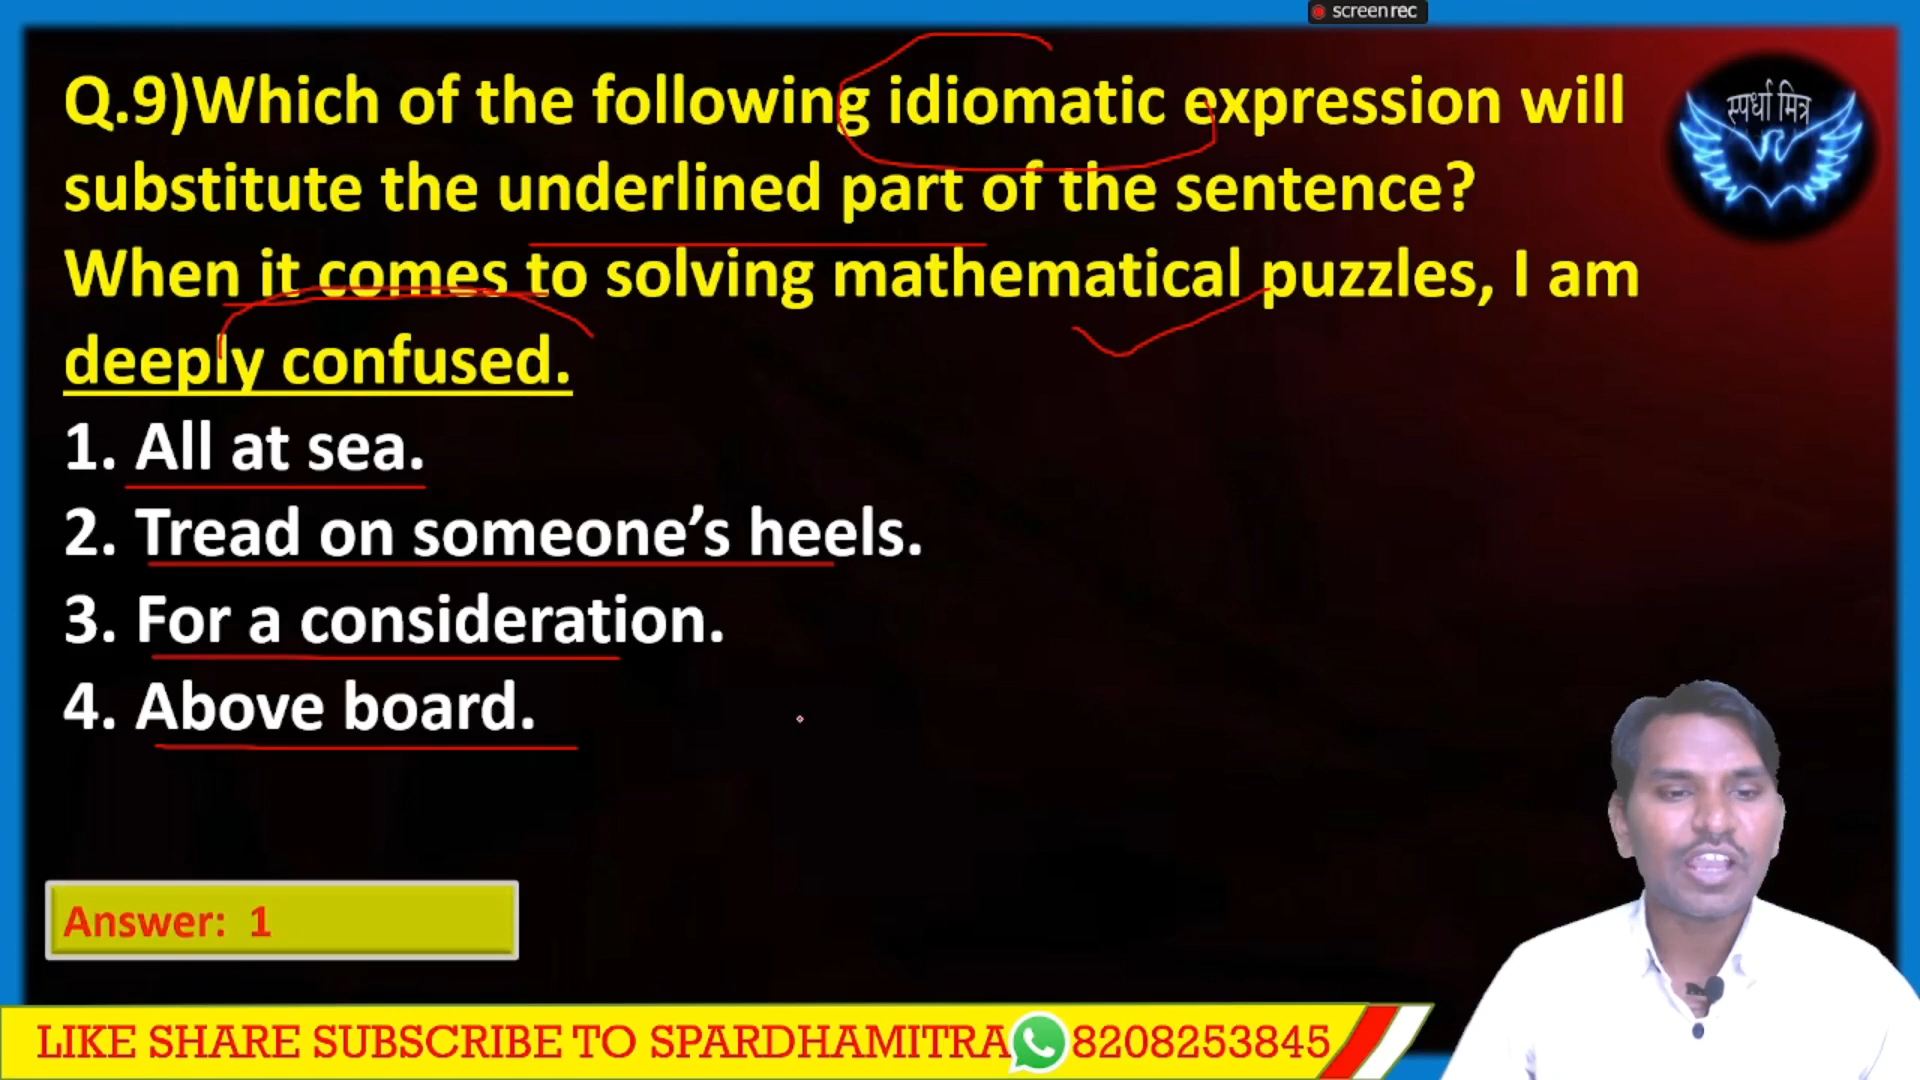 screenrec
Q.9)Which of the following idiomatic expression will
substitute the underlined part of the sentence?
When it comes to solving mathematical puzzles, I am
deeply confused.
1. All at sea.
2. Tread on someone’s heels.
3. For a consideration.
4. Above board.
स्पर्धा मित्र
Answer: 1
LIKE SHARE SUBSCRIBE TO SPARDHAMITRA 8208253845